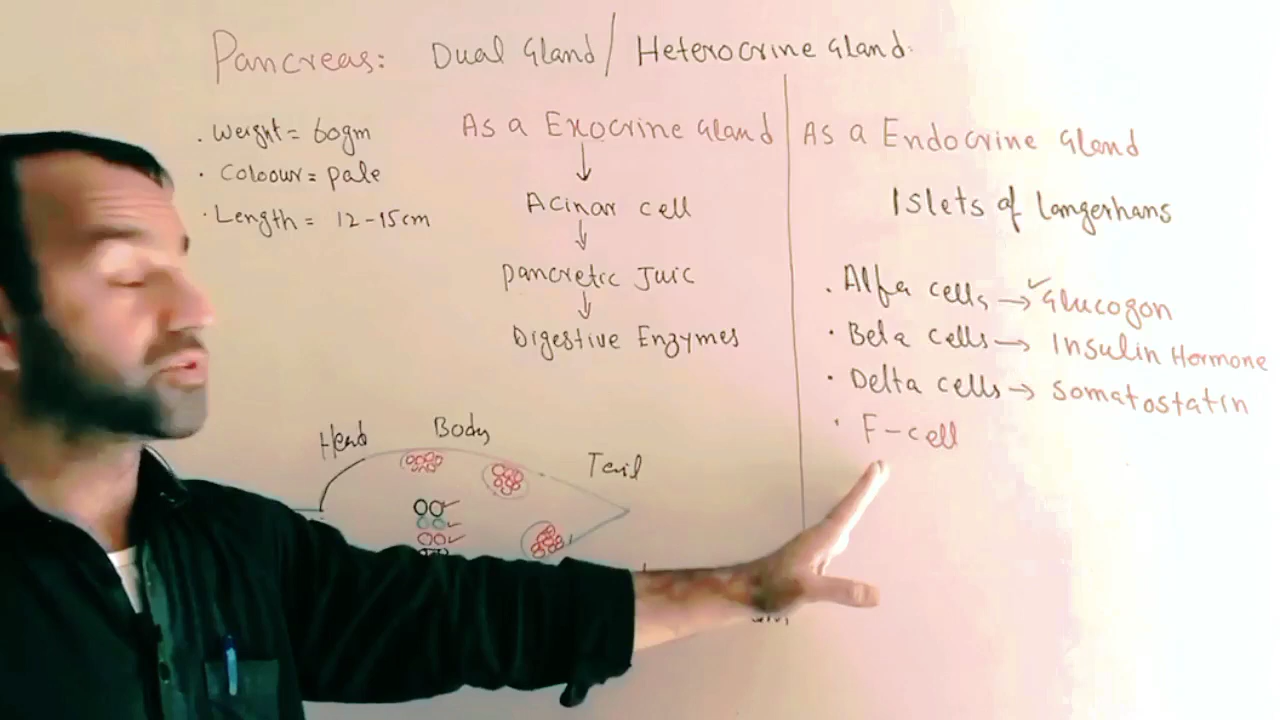 Pancreas: Dual Gland / Heterocrine Gland.
. Weight = 60gm
. Coloour = pale
. Length = 12-15cm
As a Exocrine Gland
Acinar cell
Pancretic Juic
Digestive Enzymes
As a Endocrine Gland
Islets of langerhans
. Alfa cells → Glucogon
. Beta cells → Insulin Hormone
. Delta cells → Somatostatin
. F-cell
Head
Body
Tail